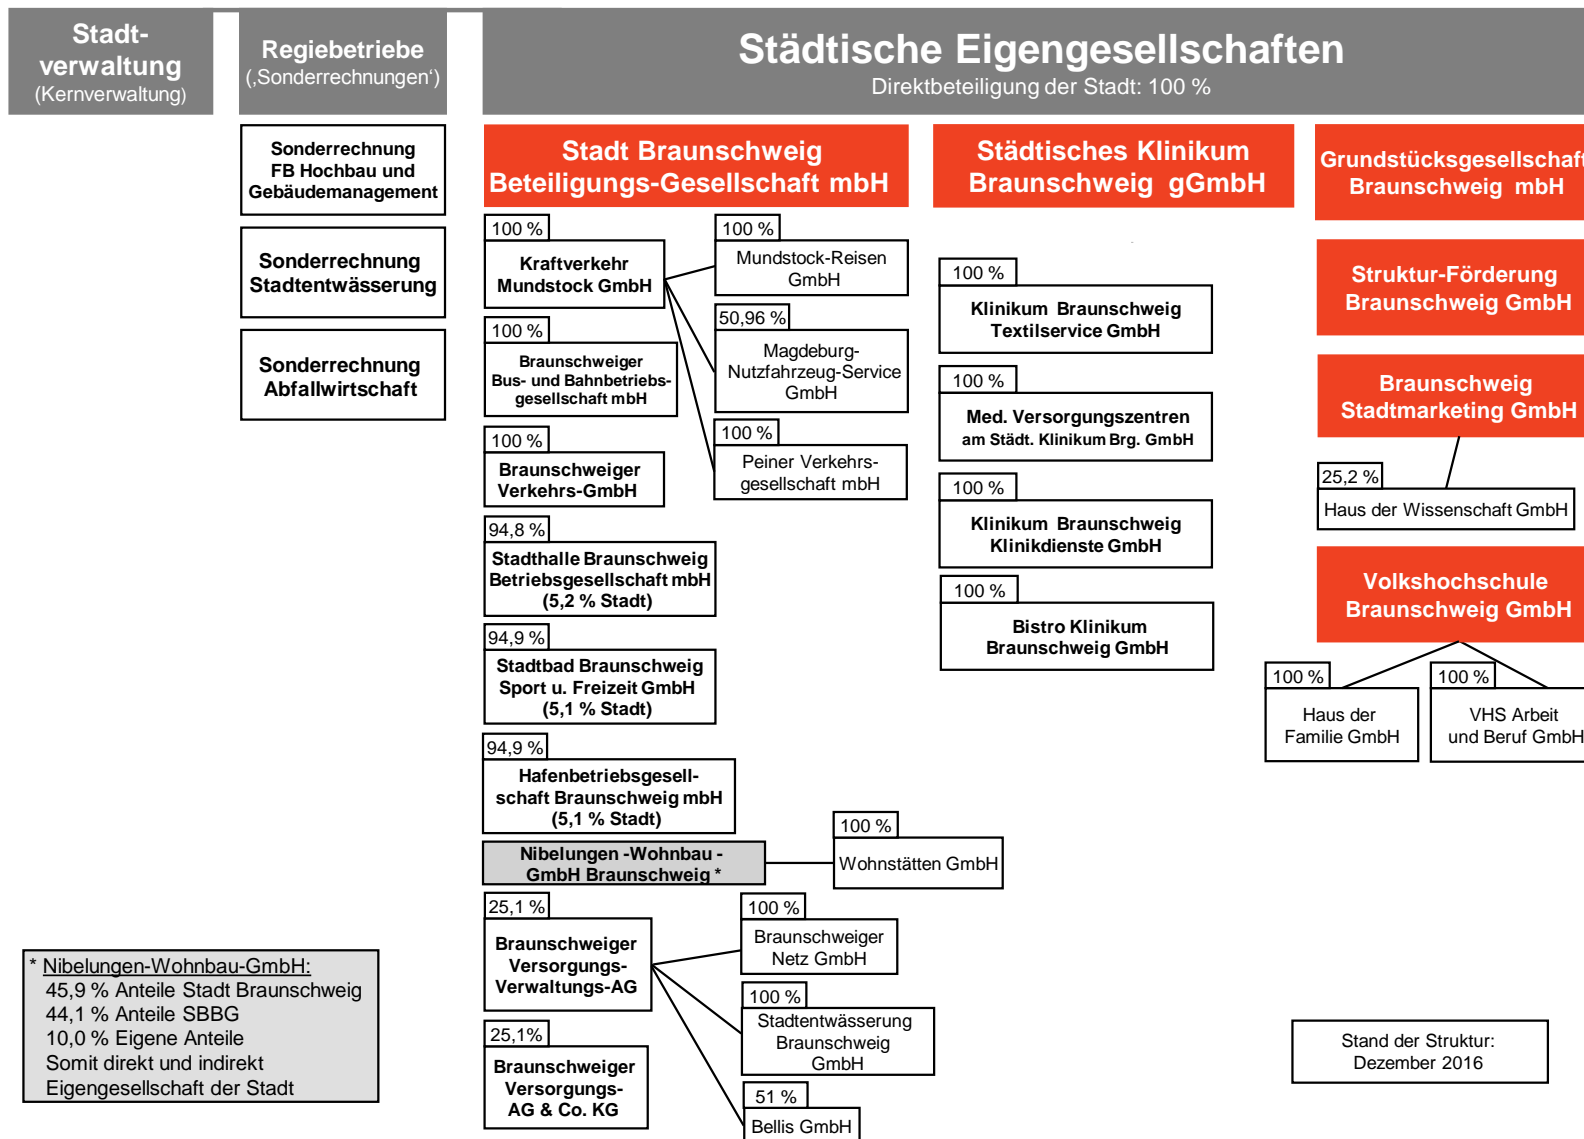 Stadt-
verwaltung
(Kernverwaltung)
Regiebetriebe
(‚Sonderrechnungen‘)
Städtische Eigengesellschaften
Direktbeteiligung der Stadt: 100 %
Sonderrechnung
FB Hochbau und
Gebäudemanagement
Sonderrechnung
Stadtentwässerung
Sonderrechnung
Abfallwirtschaft
Stadt Braunschweig
Beteiligungs-Gesellschaft mbH
100 %
Kraftverkehr
Mundstock GmbH
100 %
Mundstock-Reisen
GmbH
50,96 %
Magdeburg-
Nutzfahrzeug-Service
GmbH
100 %
Peiner Verkehrs-
gesellschaft mbH
100 %
Braunschweiger
Bus- und Bahnbetriebs-
gesellschaft mbH
100 %
Braunschweiger
Verkehrs-GmbH
94,8 %
Stadthalle Braunschweig
Betriebsgesellschaft mbH
(5,2 % Stadt)
94,9 %
Stadtbad Braunschweig
Sport u. Freizeit GmbH
(5,1 % Stadt)
94,9 %
Hafenbetriebsgesell-
schaft Braunschweig mbH
(5,1 % Stadt)
Nibelungen -Wohnbau -
GmbH Braunschweig *
100 %
Wohnstätten GmbH
25,1 %
Braunschweiger
Versorgungs-
Verwaltungs-AG
100 %
Braunschweiger
Netz GmbH
100 %
Stadtentwässerung
Braunschweig
GmbH
51 %
Bellis GmbH
25,1%
Braunschweiger
Versorgungs-
AG & Co. KG
Städtisches Klinikum
Braunschweig gGmbH
100 %
Klinikum Braunschweig
Textilservice GmbH
100 %
Med. Versorgungszentren
am Städt. Klinikum Brg. GmbH
100 %
Klinikum Braunschweig
Klinikdienste GmbH
100 %
Bistro Klinikum
Braunschweig GmbH
Grundstücksgesellschaft
Braunschweig mbH
Struktur-Förderung
Braunschweig GmbH
Braunschweig
Stadtmarketing GmbH
25,2 %
Haus der Wissenschaft GmbH
Volkshochschule
Braunschweig GmbH
100 %
Haus der
Familie GmbH
100 %
VHS Arbeit
und Beruf GmbH
* Nibelungen-Wohnbau-GmbH:
45,9 % Anteile Stadt Braunschweig
44,1 % Anteile SBBG
10,0 % Eigene Anteile
Somit direkt und indirekt
Eigengesellschaft der Stadt
Stand der Struktur:
Dezember 2016